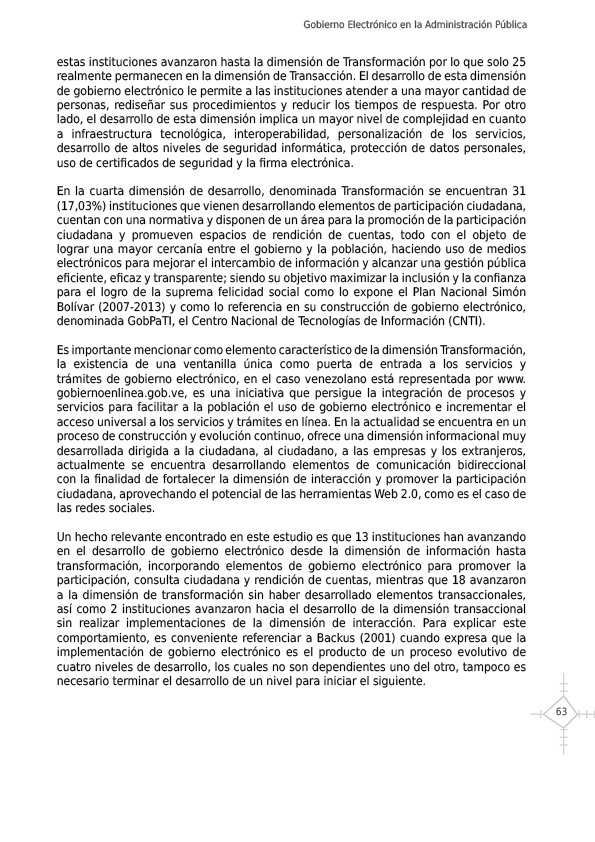 Gobierno Electrónico en la Administración Pública
estas instituciones avanzaron hasta la dimensión de Transformación por lo que solo 25
realmente permanecen en la dimensión de Transacción. El desarrollo de esta dimensión
de gobierno electrónico le permite a las instituciones atender a una mayor cantidad de
personas, rediseñar sus procedimientos y reducir los tiempos de respuesta. Por otro
lado, el desarrollo de esta dimensión implica un mayor nivel de complejidad en cuanto
a infraestructura tecnológica, interoperabilidad, personalización de los servicios,
desarrollo de altos niveles de seguridad informática, protección de datos personales,
uso de certificados de seguridad y la firma electrónica.
En la cuarta dimensión de desarrollo, denominada Transformación se encuentran 31
(17,03%) instituciones que vienen desarrollando elementos de participación ciudadana,
cuentan con una normativa y disponen de un área para la promoción de la participación
ciudadana y promueven espacios de rendición de cuentas, todo con el objeto de
lograr una mayor cercanía entre el gobierno y la población, haciendo uso de medios
electrónicos para mejorar el intercambio de información y alcanzar una gestión pública
eficiente, eficaz y transparente; siendo su objetivo maximizar la inclusión y la confianza
para el logro de la suprema felicidad social como lo expone el Plan Nacional Simón
Bolívar (2007-2013) y como lo referencia en su construcción de gobierno electrónico,
denominada GobPaTI, el Centro Nacional de Tecnologías de Información (CNTI).
Es importante mencionar como elemento característico de la dimensión Transformación,
la existencia de una ventanilla única como puerta de entrada a los servicios y
trámites de gobierno electrónico, en el caso venezolano está representada por www.
gobiernoenlinea.gob.ve, es una iniciativa que persigue la integración de procesos y
servicios para facilitar a la población el uso de gobierno electrónico e incrementar el
acceso universal a los servicios y trámites en línea. En la actualidad se encuentra en un
proceso de construcción y evolución continuo, ofrece una dimensión informacional muy
desarrollada dirigida a la ciudadana, al ciudadano, a las empresas y los extranjeros,
actualmente se encuentra desarrollando elementos de comunicación bidireccional
con la finalidad de fortalecer la dimensión de interacción y promover la participación
ciudadana, aprovechando el potencial de las herramientas Web 2.0, como es el caso de
las redes sociales.
Un hecho relevante encontrado en este estudio es que 13 instituciones han avanzando
en el desarrollo de gobierno electrónico desde la dimensión de información hasta
transformación, incorporando elementos de gobierno electrónico para promover la
participación, consulta ciudadana y rendición de cuentas, mientras que 18 avanzaron
a la dimensión de transformación sin haber desarrollado elementos transaccionales,
así como 2 instituciones avanzaron hacia el desarrollo de la dimensión transaccional
sin realizar implementaciones de la dimensión de interacción. Para explicar este
comportamiento, es conveniente referenciar a Backus (2001) cuando expresa que la
implementación de gobierno electrónico es el producto de un proceso evolutivo de
cuatro niveles de desarrollo, los cuales no son dependientes uno del otro, tampoco es
necesario terminar el desarrollo de un nivel para iniciar el siguiente.
63